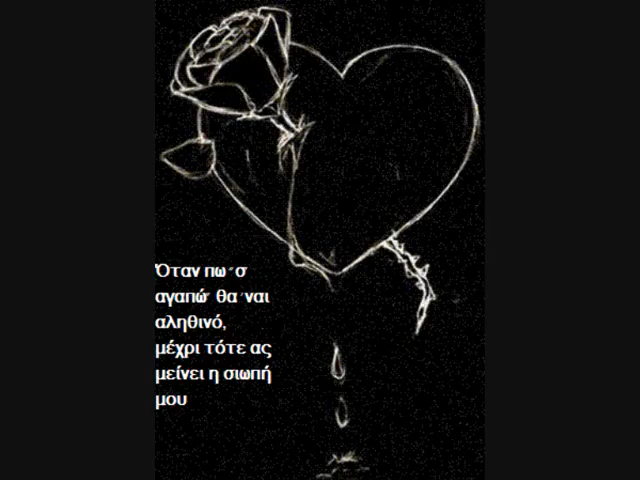 Όταν πω΄σ
αγαπώ΄ θα΄ναι
αληθινό,
μέχρι τότε ας
μείνει η σιωπή
μου